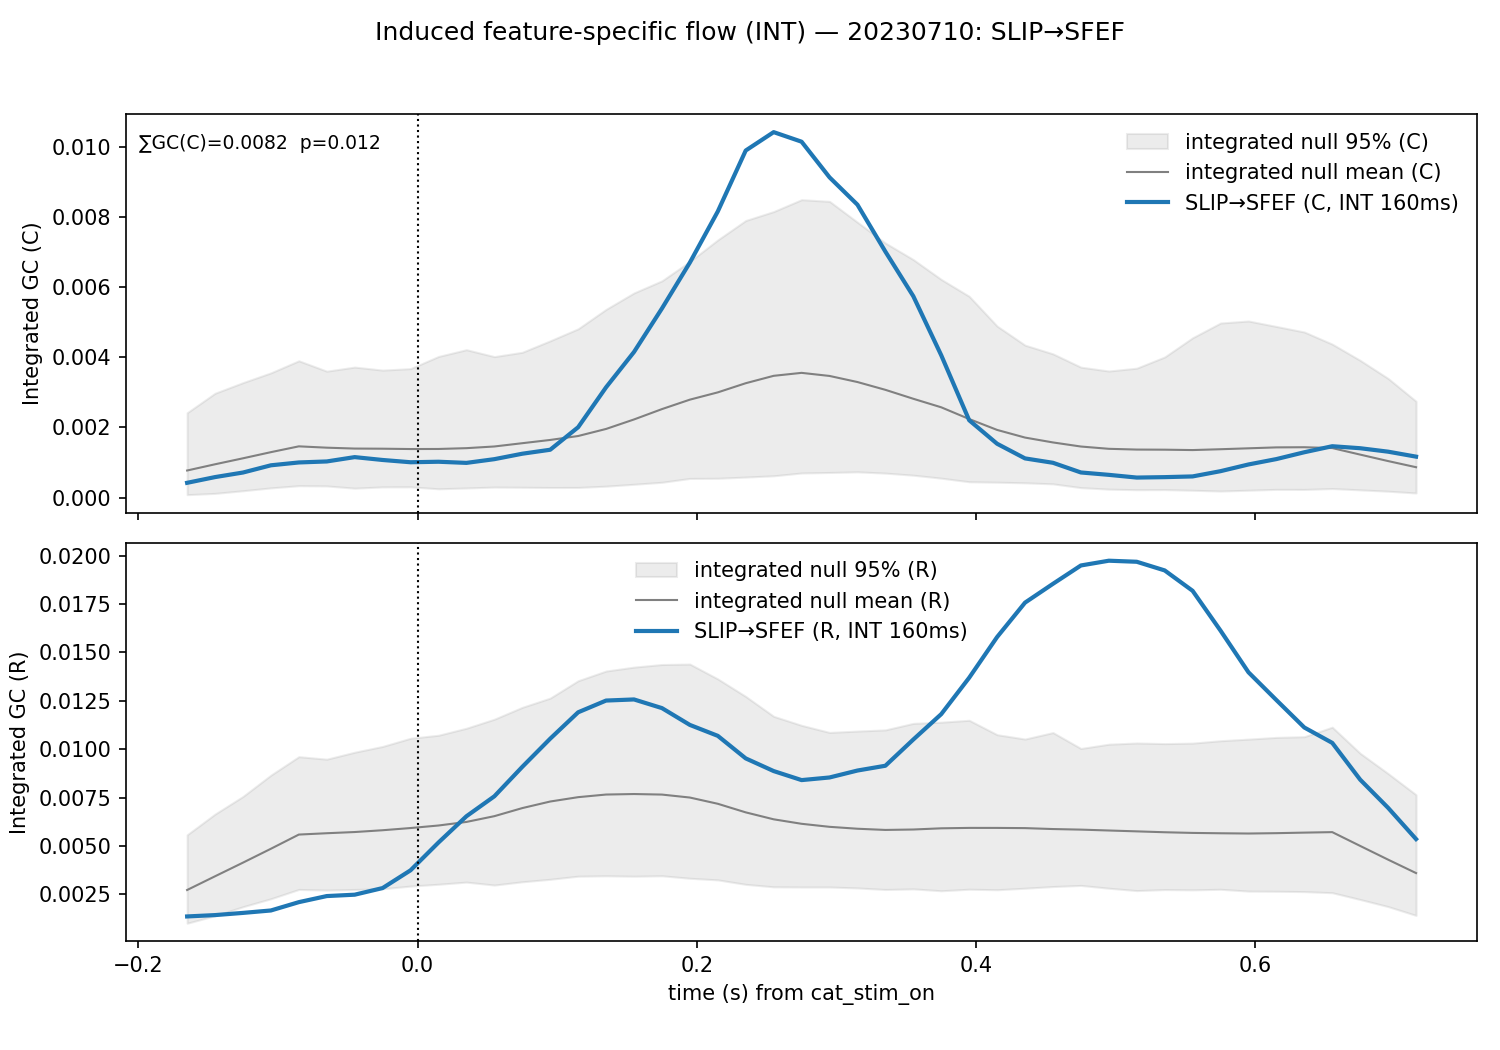 Induced feature-specific flow (INT) — 20230710: SLIP→SFEF
∑GC(C)=0.0082  p=0.012
integrated null 95% (C)
integrated null mean (C)
SLIP→SFEF (C, INT 160ms)
Integrated GC (C)
0.010
0.008
0.006
0.004
0.002
0.000
integrated null 95% (R)
integrated null mean (R)
SLIP→SFEF (R, INT 160ms)
Integrated GC (R)
0.0200
0.0175
0.0150
0.0125
0.0100
0.0075
0.0050
0.0025
−0.2 0.0 0.2 0.4 0.6
time (s) from cat_stim_on